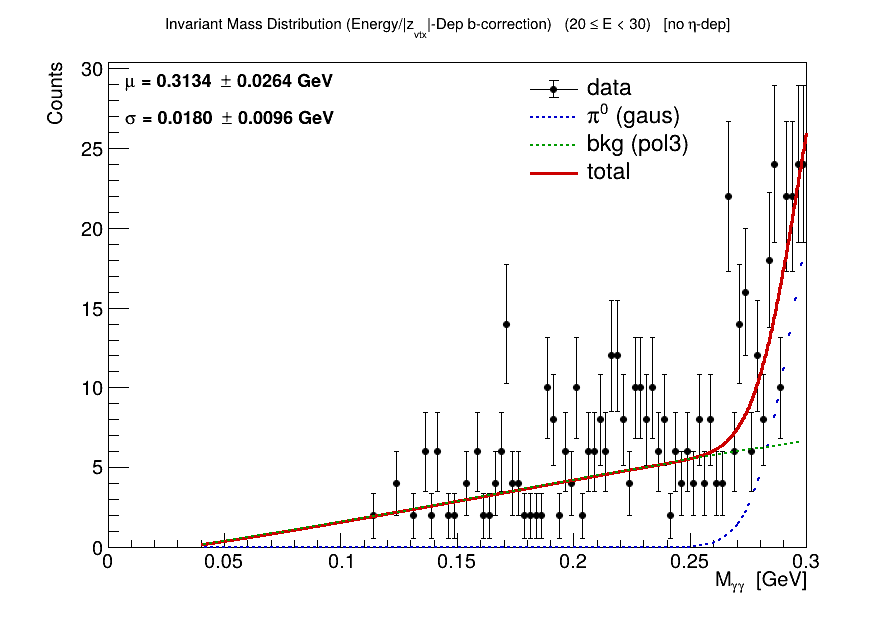 Invariant Mass Distribution (Energy/|z_vtx|-Dep b-correction) (20 ≤ E < 30) [no η-dep]
Counts
μ = 0.3134 ± 0.0264 GeV
σ = 0.0180 ± 0.0096 GeV
data
π⁰ (gaus)
bkg (pol3)
total
30
25
20
15
10
5
0
0 0.05 0.1 0.15 0.2 0.25 0.3
M_γγ [GeV]